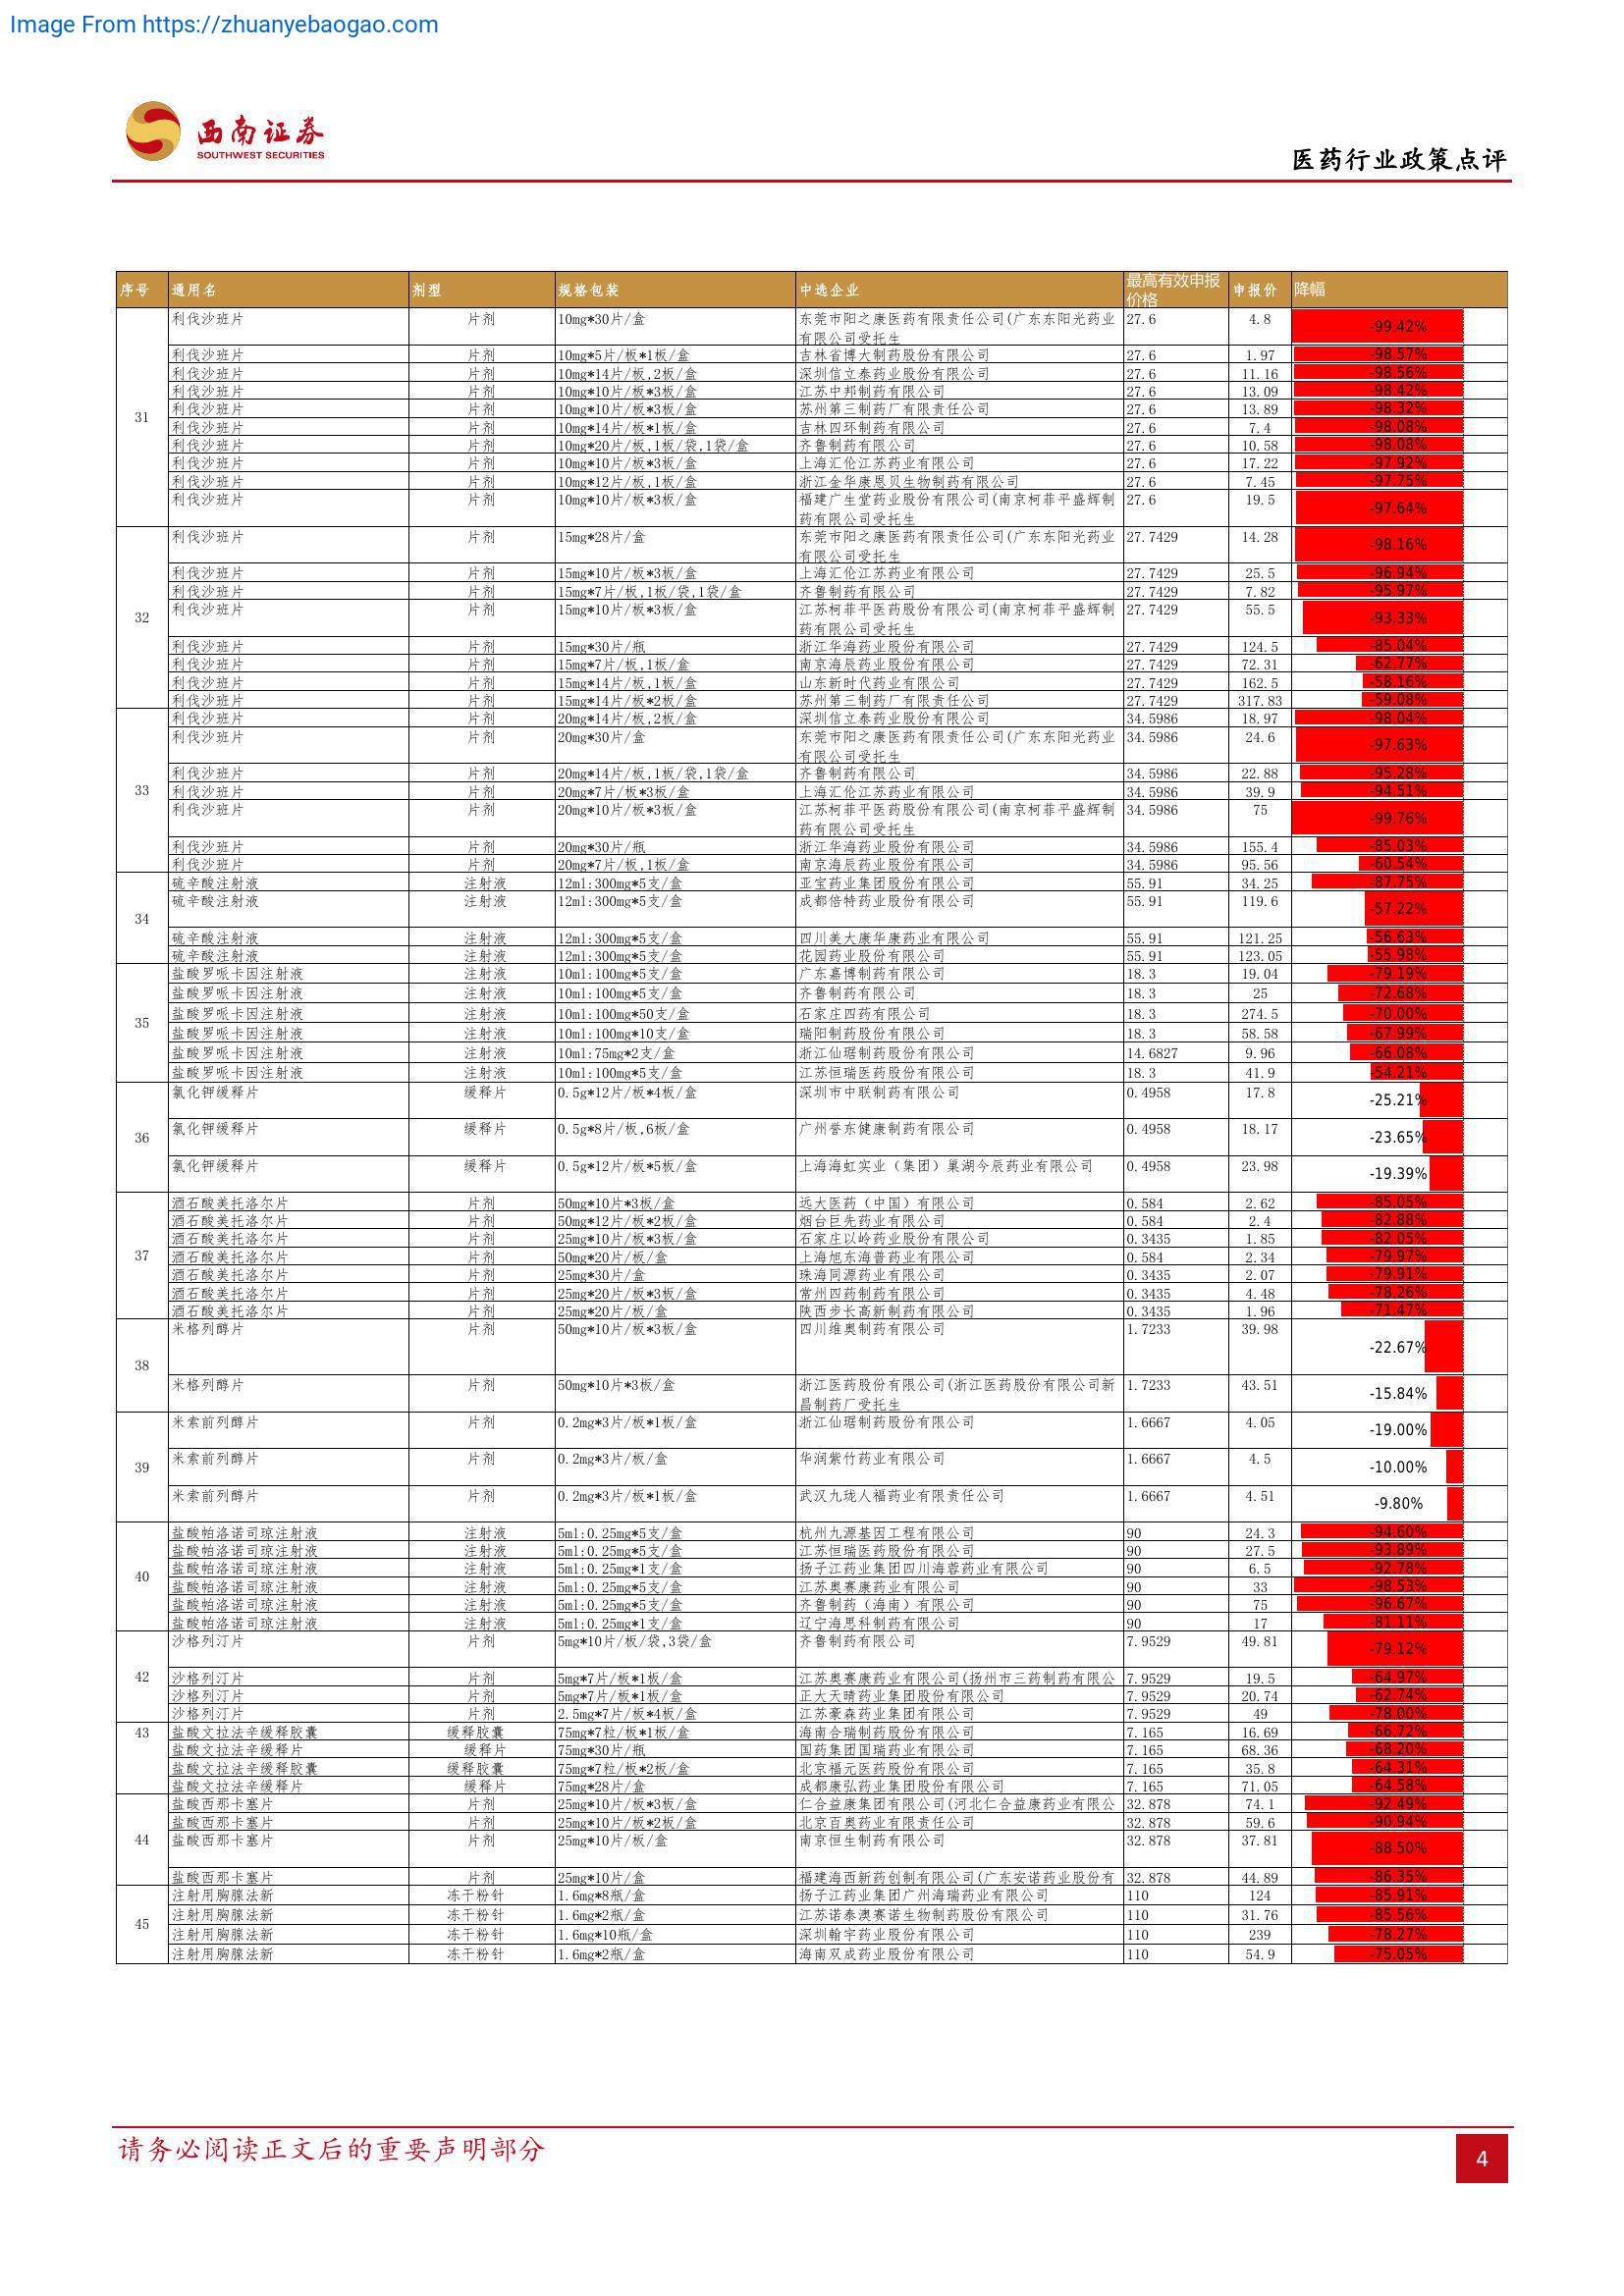 Image From https://zhuanyebaogao.com
西南证券
SOUTHWEST SECURITIES
医药行业政策点评
序号 通用名 剂型 规格包装 中选企业 最高有效申报价格 申报价 降幅
31
利伐沙班片 片剂 10mg*30片/盒 东莞市阳之康医药有限责任公司(广东东阳光药业 27.6 4.8 -99.42%
有限公司受托生
利伐沙班片 片剂 10mg*5片/板*1板/盒 吉林省博大制药股份有限公司 27.6 1.97 -98.57%
利伐沙班片 片剂 10mg*14片/板,2板/盒 深圳信立泰药业股份有限公司 27.6 11.16 -98.56%
利伐沙班片 片剂 10mg*10片/板*3板/盒 江苏中邦制药有限公司 27.6 13.09 -98.42%
利伐沙班片 片剂 10mg*10片/板*3板/盒 苏州第三制药厂有限责任公司 27.6 13.89 -98.32%
利伐沙班片 片剂 10mg*14片/板*1板/盒 吉林四环制药有限公司 27.6 7.4 -98.08%
利伐沙班片 片剂 10mg*20片/板,1板/袋,1袋/盒 齐鲁制药有限公司 27.6 10.58 -98.08%
利伐沙班片 片剂 10mg*10片/板*3板/盒 上海汇伦江苏药业有限公司 27.6 17.22 -97.92%
利伐沙班片 片剂 10mg*12片/板,1板/盒 浙江金华康恩贝生物制药有限公司 27.6 7.45 -97.75%
利伐沙班片 片剂 10mg*10片/板*3板/盒 福建广生堂药业股份有限公司(南京柯菲平盛辉制 27.6 19.5 -97.64%
药有限公司受托生
32
利伐沙班片 片剂 15mg*28片/盒 东莞市阳之康医药有限责任公司(广东东阳光药业 27.7429 14.28 -98.16%
有限公司受托生
利伐沙班片 片剂 15mg*10片/板*3板/盒 上海汇伦江苏药业有限公司 27.7429 25.5 -96.94%
利伐沙班片 片剂 15mg*7片/板,1板/袋,1袋/盒 齐鲁制药有限公司 27.7429 7.82 -95.97%
利伐沙班片 片剂 15mg*10片/板*3板/盒 江苏柯菲平医药股份有限公司(南京柯菲平盛辉制 27.7429 55.5 -93.33%
药有限公司受托生
利伐沙班片 片剂 15mg*30片/瓶 浙江华海药业股份有限公司 27.7429 124.5 -85.04%
利伐沙班片 片剂 15mg*7片/板,1板/盒 南京海辰药业股份有限公司 27.7429 72.31 -62.77%
利伐沙班片 片剂 15mg*14片/板,1板/盒 山东新时代药业有限公司 27.7429 162.5 -58.16%
利伐沙班片 片剂 15mg*14片/板*2板/盒 苏州第三制药厂有限责任公司 27.7429 317.83 -59.08%
33
利伐沙班片 片剂 20mg*14片/板,2板/盒 深圳信立泰药业股份有限公司 34.5986 18.97 -98.04%
利伐沙班片 片剂 20mg*30片/盒 东莞市阳之康医药有限责任公司(广东东阳光药业 34.5986 24.6 -97.63%
有限公司受托生
利伐沙班片 片剂 20mg*14片/板,1板/袋,1袋/盒 齐鲁制药有限公司 34.5986 22.88 -95.28%
利伐沙班片 片剂 20mg*7片/板*3板/盒 上海汇伦江苏药业有限公司 34.5986 39.9 -94.51%
利伐沙班片 片剂 20mg*10片/板*3板/盒 江苏柯菲平医药股份有限公司(南京柯菲平盛辉制 34.5986 75 -99.76%
药有限公司受托生
利伐沙班片 片剂 20mg*30片/瓶 浙江华海药业股份有限公司 34.5986 155.4 -85.03%
利伐沙班片 片剂 20mg*7片/板,1板/盒 南京海辰药业股份有限公司 34.5986 95.56 -60.54%
34
硫辛酸注射液 注射液 12ml:300mg*5支/盒 亚宝药业集团股份有限公司 55.91 34.25 -87.75%
硫辛酸注射液 注射液 12ml:300mg*5支/盒 成都倍特药业股份有限公司 55.91 119.6 -57.22%
硫辛酸注射液 注射液 12ml:300mg*5支/盒 四川美大康华康药业有限公司 55.91 121.25 -56.63%
硫辛酸注射液 注射液 12ml:300mg*5支/盒 花园药业股份有限公司 55.91 123.05 -55.98%
35
盐酸罗哌卡因注射液 注射液 10ml:100mg*5支/盒 广东嘉博制药有限公司 18.3 19.04 -79.19%
盐酸罗哌卡因注射液 注射液 10ml:100mg*5支/盒 齐鲁制药有限公司 18.3 25 -72.68%
盐酸罗哌卡因注射液 注射液 10ml:100mg*50支/盒 石家庄四药有限公司 18.3 274.5 -70.00%
盐酸罗哌卡因注射液 注射液 10ml:100mg*10支/盒 瑞阳制药股份有限公司 18.3 58.58 -67.99%
盐酸罗哌卡因注射液 注射液 10ml:75mg*2支/盒 浙江仙琚制药股份有限公司 14.6827 9.96 -66.08%
盐酸罗哌卡因注射液 注射液 10ml:100mg*5支/盒 江苏恒瑞医药股份有限公司 18.3 41.9 -54.21%
36
氯化钾缓释片 缓释片 0.5g*12片/板*4板/盒 深圳市中联制药有限公司 0.4958 17.8 -25.21%
氯化钾缓释片 缓释片 0.5g*8片/板,6板/盒 广州誉东健康制药有限公司 0.4958 18.17 -23.65%
氯化钾缓释片 缓释片 0.5g*12片/板*5板/盒 上海海虹实业（集团）巢湖今辰药业有限公司 0.4958 23.98 -19.39%
37
酒石酸美托洛尔片 片剂 50mg*10片*3板/盒 远大医药（中国）有限公司 0.584 2.62 -85.05%
酒石酸美托洛尔片 片剂 50mg*12片/板*2板/盒 烟台巨先药业有限公司 0.584 2.4 -82.88%
酒石酸美托洛尔片 片剂 25mg*10片/板*3板/盒 石家庄以岭药业股份有限公司 0.3435 1.85 -82.05%
酒石酸美托洛尔片 片剂 50mg*20片/板/盒 上海旭东海普药业有限公司 0.584 2.34 -79.97%
酒石酸美托洛尔片 片剂 25mg*30片/盒 珠海同源药业有限公司 0.3435 2.07 -79.91%
酒石酸美托洛尔片 片剂 25mg*20片/板*3板/盒 常州四药制药有限公司 0.3435 4.48 -78.26%
酒石酸美托洛尔片 片剂 25mg*20片/板/盒 陕西步长高新制药有限公司 0.3435 1.96 -71.47%
38
米格列醇片 片剂 50mg*10片/板*3板/盒 四川维奥制药有限公司 1.7233 39.98 -22.67%
米格列醇片 片剂 50mg*10片*3板/盒 浙江医药股份有限公司(浙江医药股份有限公司新 1.7233 43.51 -15.84%
昌制药厂受托生
39
米索前列醇片 片剂 0.2mg*3片/板*1板/盒 浙江仙琚制药股份有限公司 1.6667 4.05 -19.00%
米索前列醇片 片剂 0.2mg*3片/板/盒 华润紫竹药业有限公司 1.6667 4.5 -10.00%
米索前列醇片 片剂 0.2mg*3片/板*1板/盒 武汉九珑人福药业有限责任公司 1.6667 4.51 -9.80%
40
盐酸帕洛诺司琼注射液 注射液 5ml:0.25mg*5支/盒 杭州九源基因工程有限公司 90 24.3 -94.60%
盐酸帕洛诺司琼注射液 注射液 5ml:0.25mg*5支/盒 江苏恒瑞医药股份有限公司 90 27.5 -93.89%
盐酸帕洛诺司琼注射液 注射液 5ml:0.25mg*1支/盒 扬子江药业集团四川海蓉药业有限公司 90 6.5 -92.78%
盐酸帕洛诺司琼注射液 注射液 5ml:0.25mg*5支/盒 江苏奥赛康药业有限公司 90 33 -98.53%
盐酸帕洛诺司琼注射液 注射液 5ml:0.25mg*5支/盒 齐鲁制药（海南）有限公司 90 75 -96.67%
盐酸帕洛诺司琼注射液 注射液 5ml:0.25mg*1支/盒 辽宁海思科制药有限公司 90 17 -81.11%
42
沙格列汀片 片剂 5mg*10片/板/袋,3袋/盒 齐鲁制药有限公司 7.9529 49.81 -79.12%
沙格列汀片 片剂 5mg*7片/板*1板/盒 江苏奥赛康药业有限公司(扬州市三药制药有限公 7.9529 19.5 -64.97%
沙格列汀片 片剂 5mg*7片/板*1板/盒 正大天晴药业集团股份有限公司 7.9529 20.74 -62.74%
沙格列汀片 片剂 2.5mg*7片/板*4板/盒 江苏豪森药业集团有限公司 7.9529 49 -78.00%
43 盐酸文拉法辛缓释胶囊 缓释胶囊 75mg*7粒/板*1板/盒 海南合瑞制药股份有限公司 7.165 16.69 -66.72%
盐酸文拉法辛缓释片 缓释片 75mg*30片/瓶 国药集团国瑞药业有限公司 7.165 68.36 -68.20%
盐酸文拉法辛缓释胶囊 缓释胶囊 75mg*7粒/板*2板/盒 北京福元医药股份有限公司 7.165 35.8 -64.31%
盐酸文拉法辛缓释片 缓释片 75mg*28片/盒 成都康弘药业集团股份有限公司 7.165 71.05 -64.58%
44
盐酸西那卡塞片 片剂 25mg*10片/板*3板/盒 仁合益康集团有限公司(河北仁合益康药业有限公 32.878 74.1 -92.49%
盐酸西那卡塞片 片剂 25mg*10片/板*2板/盒 北京百奥药业有限责任公司 32.878 59.6 -90.94%
盐酸西那卡塞片 片剂 25mg*10片/板/盒 南京恒生制药有限公司 32.878 37.81 -88.50%
盐酸西那卡塞片 片剂 25mg*10片/盒 福建海西新药创制有限公司(广东安诺药业股份有 32.878 44.89 -86.35%
45
注射用胸腺法新 冻干粉针 1.6mg*8瓶/盒 扬子江药业集团广州海瑞药业有限公司 110 124 -85.91%
注射用胸腺法新 冻干粉针 1.6mg*2瓶/盒 江苏诺泰澳赛诺生物制药股份有限公司 110 31.76 -85.56%
注射用胸腺法新 冻干粉针 1.6mg*10瓶/盒 深圳翰宇药业股份有限公司 110 239 -78.27%
注射用胸腺法新 冻干粉针 1.6mg*2瓶/盒 海南双成药业股份有限公司 110 54.9 -75.05%
请务必阅读正文后的重要声明部分
4